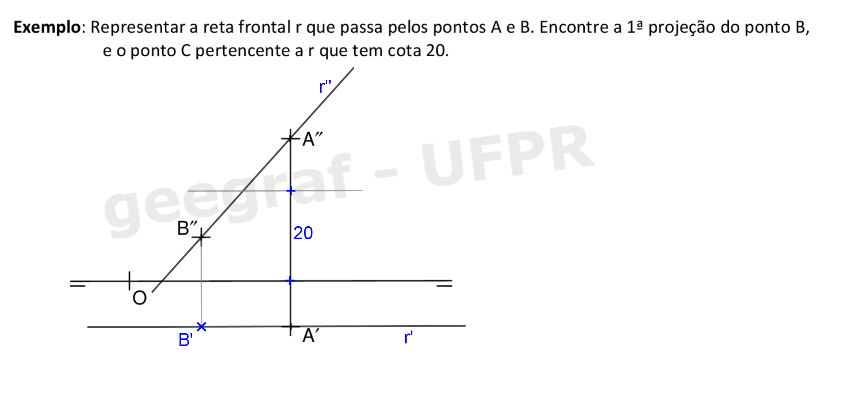 Exemplo: Representar a reta frontal r que passa pelos pontos A e B. Encontre a 1ª projeção do ponto B,
e o ponto C pertencente a r que tem cota 20.
r''
A″
geegraf - UFPR
B″
20
O
B'
A′
r'